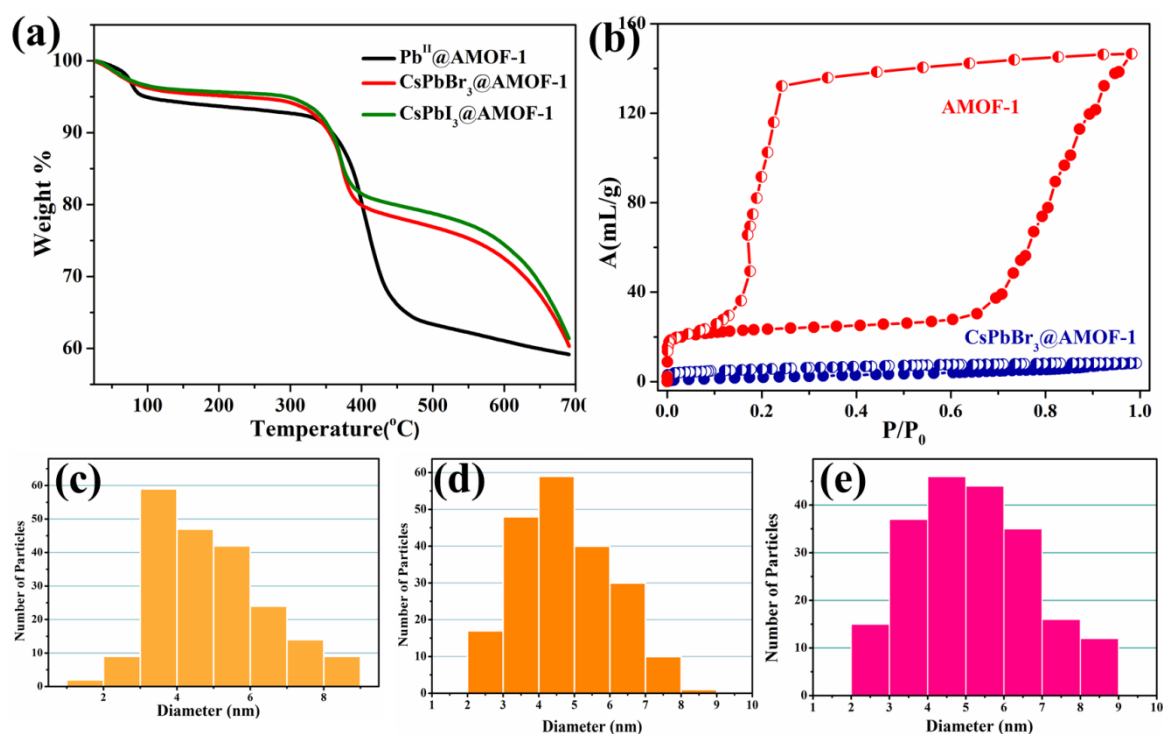 (a)
100
90
80
70
60
Weight %
100 200 300 400 500 600 700
Temperature(°C)
Pbᴵᴵ@AMOF-1
CsPbBr₃@AMOF-1
CsPbI₃@AMOF-1
(b)
160
120
80
40
0
A(mL/g)
0.0 0.2 0.4 0.6 0.8 1.0
P/P₀
AMOF-1
CsPbBr₃@AMOF-1
(c)
60
50
40
30
20
10
0
Number of Particles
2 4 6 8
Diameter (nm)
(d)
60
50
40
30
20
10
0
Number of Particles
1 2 3 4 5 6 7 8 9 10
Diameter (nm)
(e)
40
30
20
10
0
Number of Particles
1 2 3 4 5 6 7 8 9 10
Diameter (nm)